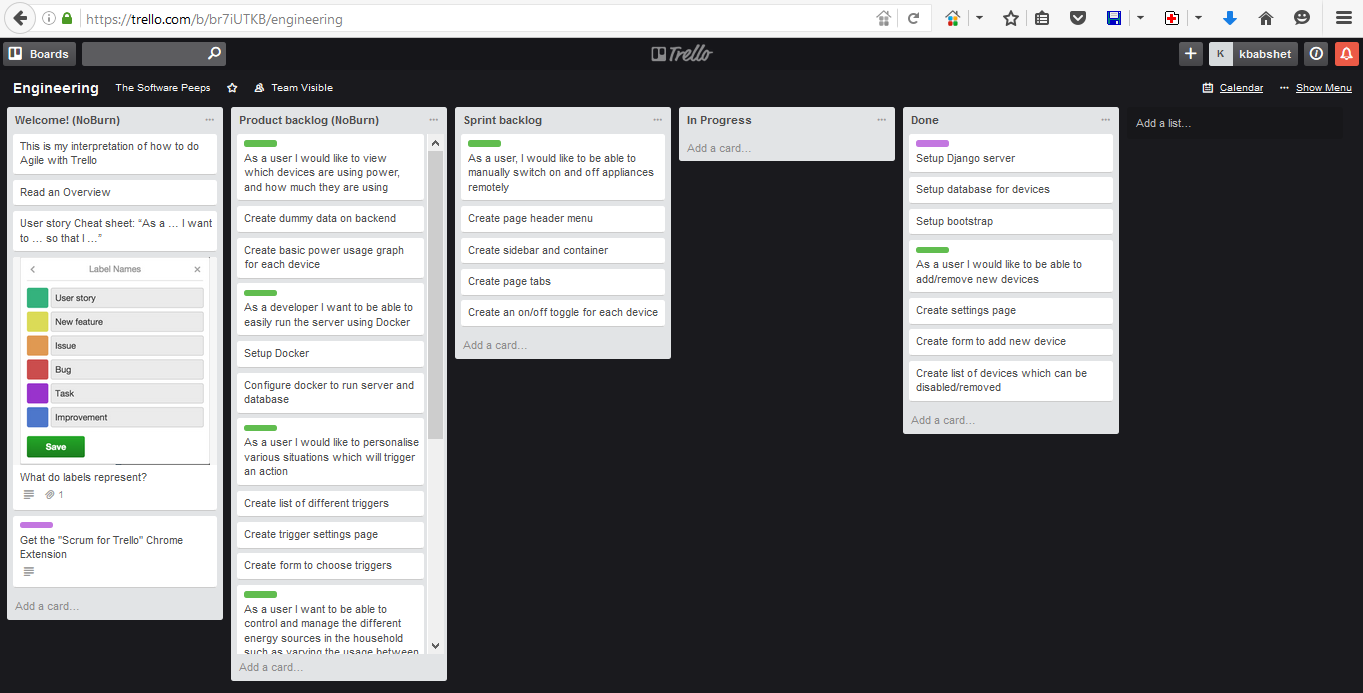 https://trello.com/b/br7iUTKB/engineering
Boards
Trello
K
kbabshet
Engineering
The Software Peeps
Team Visible
Calendar
Show Menu
Welcome! (NoBurn)
This is my interpretation of how to do
Agile with Trello
Read an Overview
User story Cheat sheet: “As a ... I want
to ... so that I ...”
Label Names
User story
New feature
Issue
Bug
Task
Improvement
Save
What do labels represent?
1
Get the "Scrum for Trello" Chrome
Extension
Add a card...
Product backlog (NoBurn)
As a user I would like to view
which devices are using power,
and how much they are using
Create dummy data on backend
Create basic power usage graph
for each device
As a developer I want to be able to
easily run the server using Docker
Setup Docker
Configure docker to run server and
database
As a user I would like to personalise
various situations which will trigger
an action
Create list of different triggers
Create trigger settings page
Create form to choose triggers
As a user I want to be able to
control and manage the different
energy sources in the household
such as varying the usage between
Add a card...
Sprint backlog
As a user, I would like to be able to
manually switch on and off appliances
remotely
Create page header menu
Create sidebar and container
Create page tabs
Create an on/off toggle for each device
Add a card...
In Progress
Add a card...
Done
Setup Django server
Setup database for devices
Setup bootstrap
As a user I would like to be able to
add/remove new devices
Create settings page
Create form to add new device
Create list of devices which can be
disabled/removed
Add a card...
Add a list...